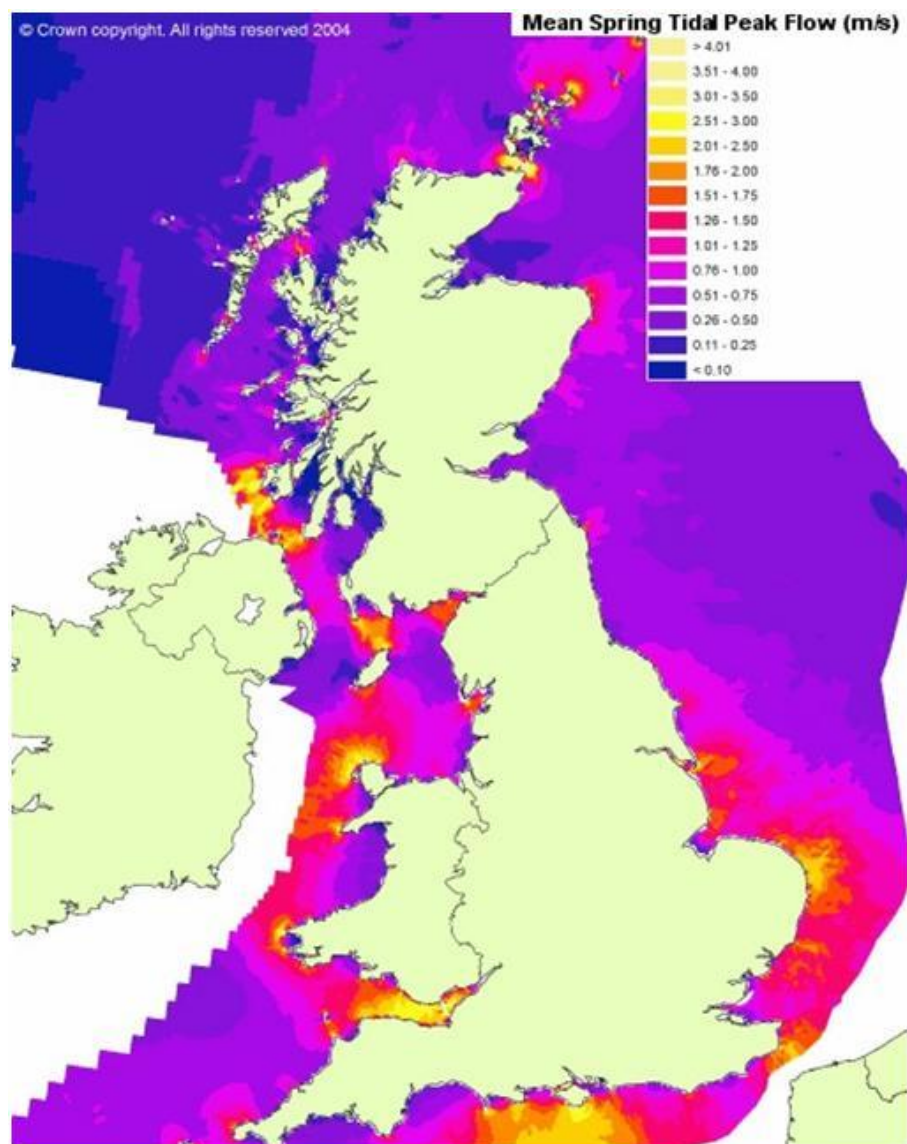 © Crown copyright. All rights reserved 2004
Mean Spring Tidal Peak Flow (m/s)
> 4.01
3.51 - 4.00
3.01 - 3.50
2.51 - 3.00
2.01 - 2.50
1.76 - 2.00
1.51 - 1.75
1.26 - 1.50
1.01 - 1.25
0.76 - 1.00
0.51 - 0.75
0.26 - 0.50
0.11 - 0.25
< 0.10